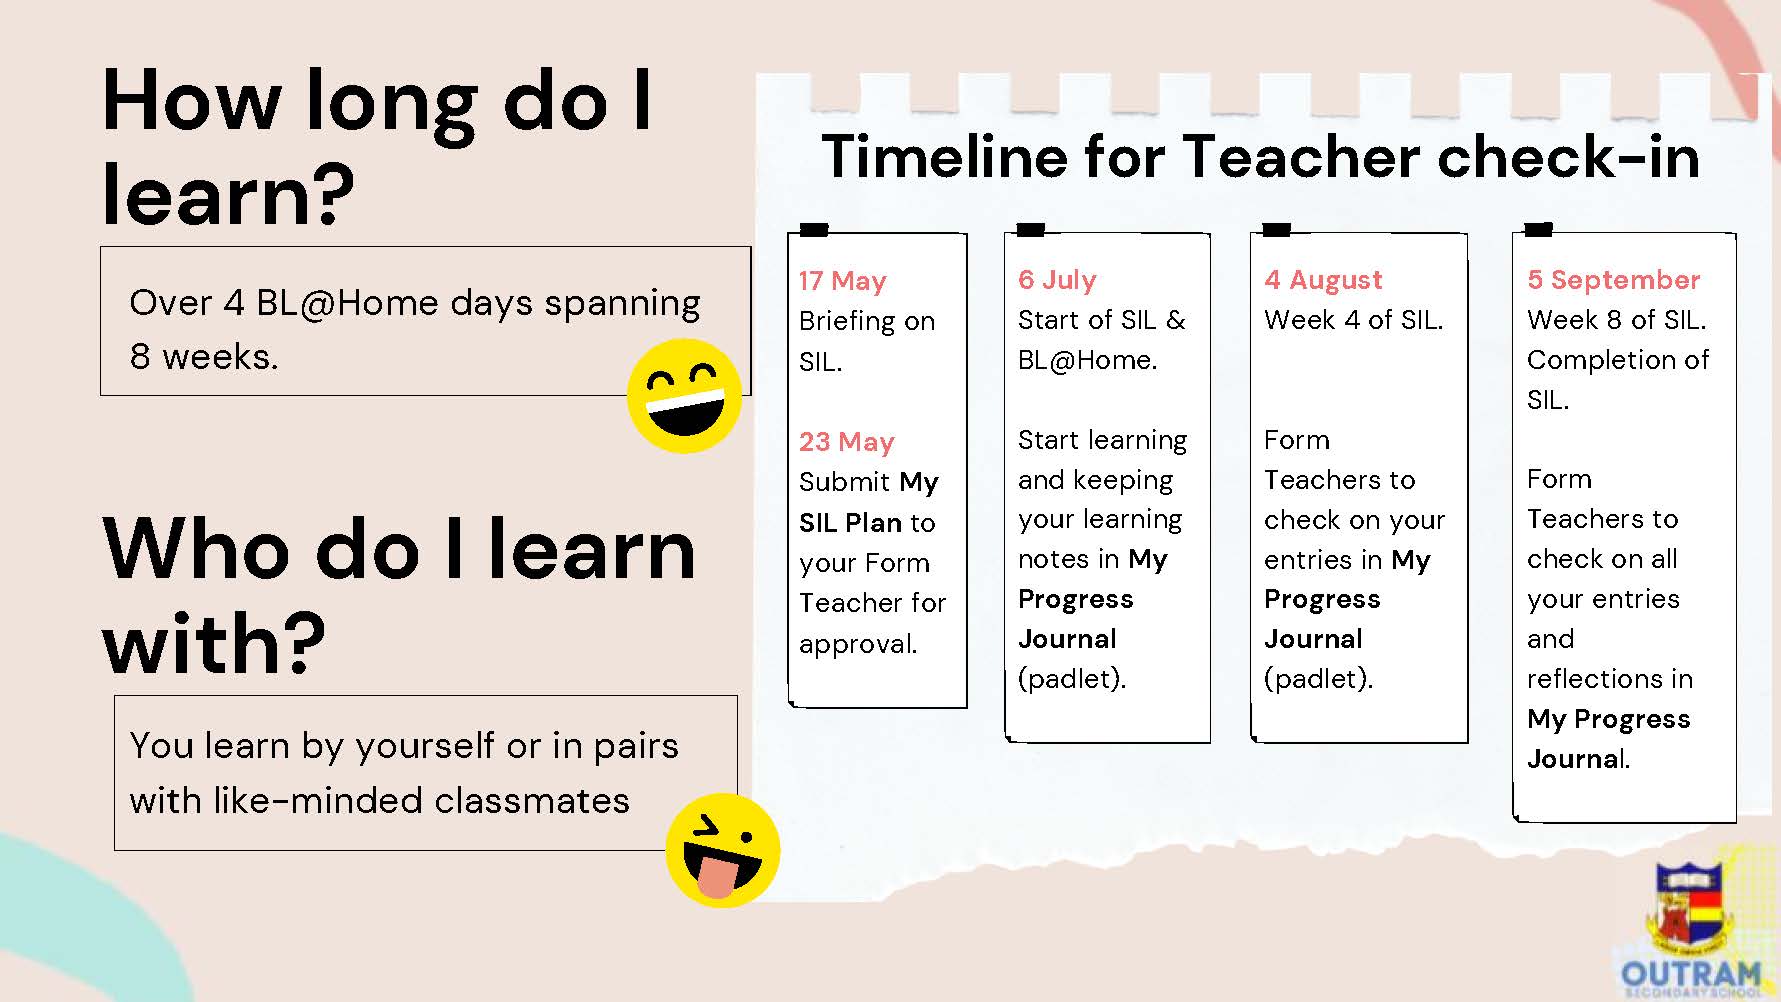 How long do I
learn?
Over 4 BL@Home days spanning
8 weeks.
Who do I learn
with?
You learn by yourself or in pairs
with like-minded classmates
Timeline for Teacher check-in
17 May
Briefing on
SIL.
23 May
Submit My
SIL Plan to
your Form
Teacher for
approval.
6 July
Start of SIL &
BL@Home.
Start learning
and keeping
your learning
notes in My
Progress
Journal
(padlet).
4 August
Week 4 of SIL.
Form
Teachers to
check on your
entries in My
Progress
Journal
(padlet).
5 September
Week 8 of SIL.
Completion of
SIL.
Form
Teachers to
check on all
your entries
and
reflections in
My Progress
Journal.
OUTRAM
SECONDARY SCHOOL